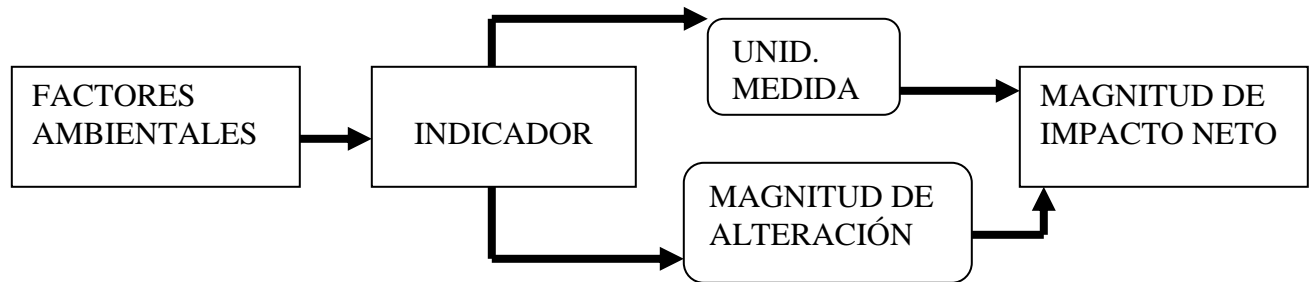 FACTORES
AMBIENTALES
INDICADOR
UNID.
MEDIDA
MAGNITUD DE
ALTERACIÓN
MAGNITUD DE
IMPACTO NETO